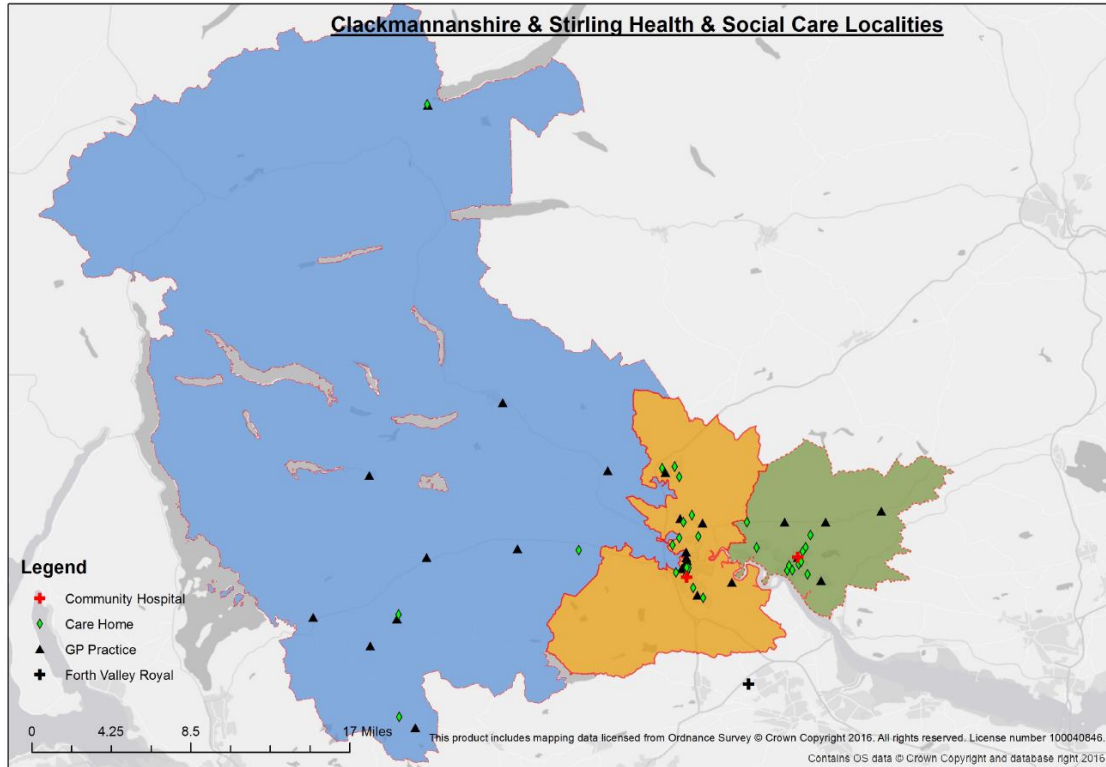 Clackmannanshire & Stirling Health & Social Care Localities
Legend
Community Hospital
Care Home
GP Practice
Forth Valley Royal
0 4.25 8.5 17 Miles
This product includes mapping data licensed from Ordnance Survey © Crown Copyright 2016. All rights reserved. License number 100040846.
Contains OS data © Crown Copyright and database right 2016